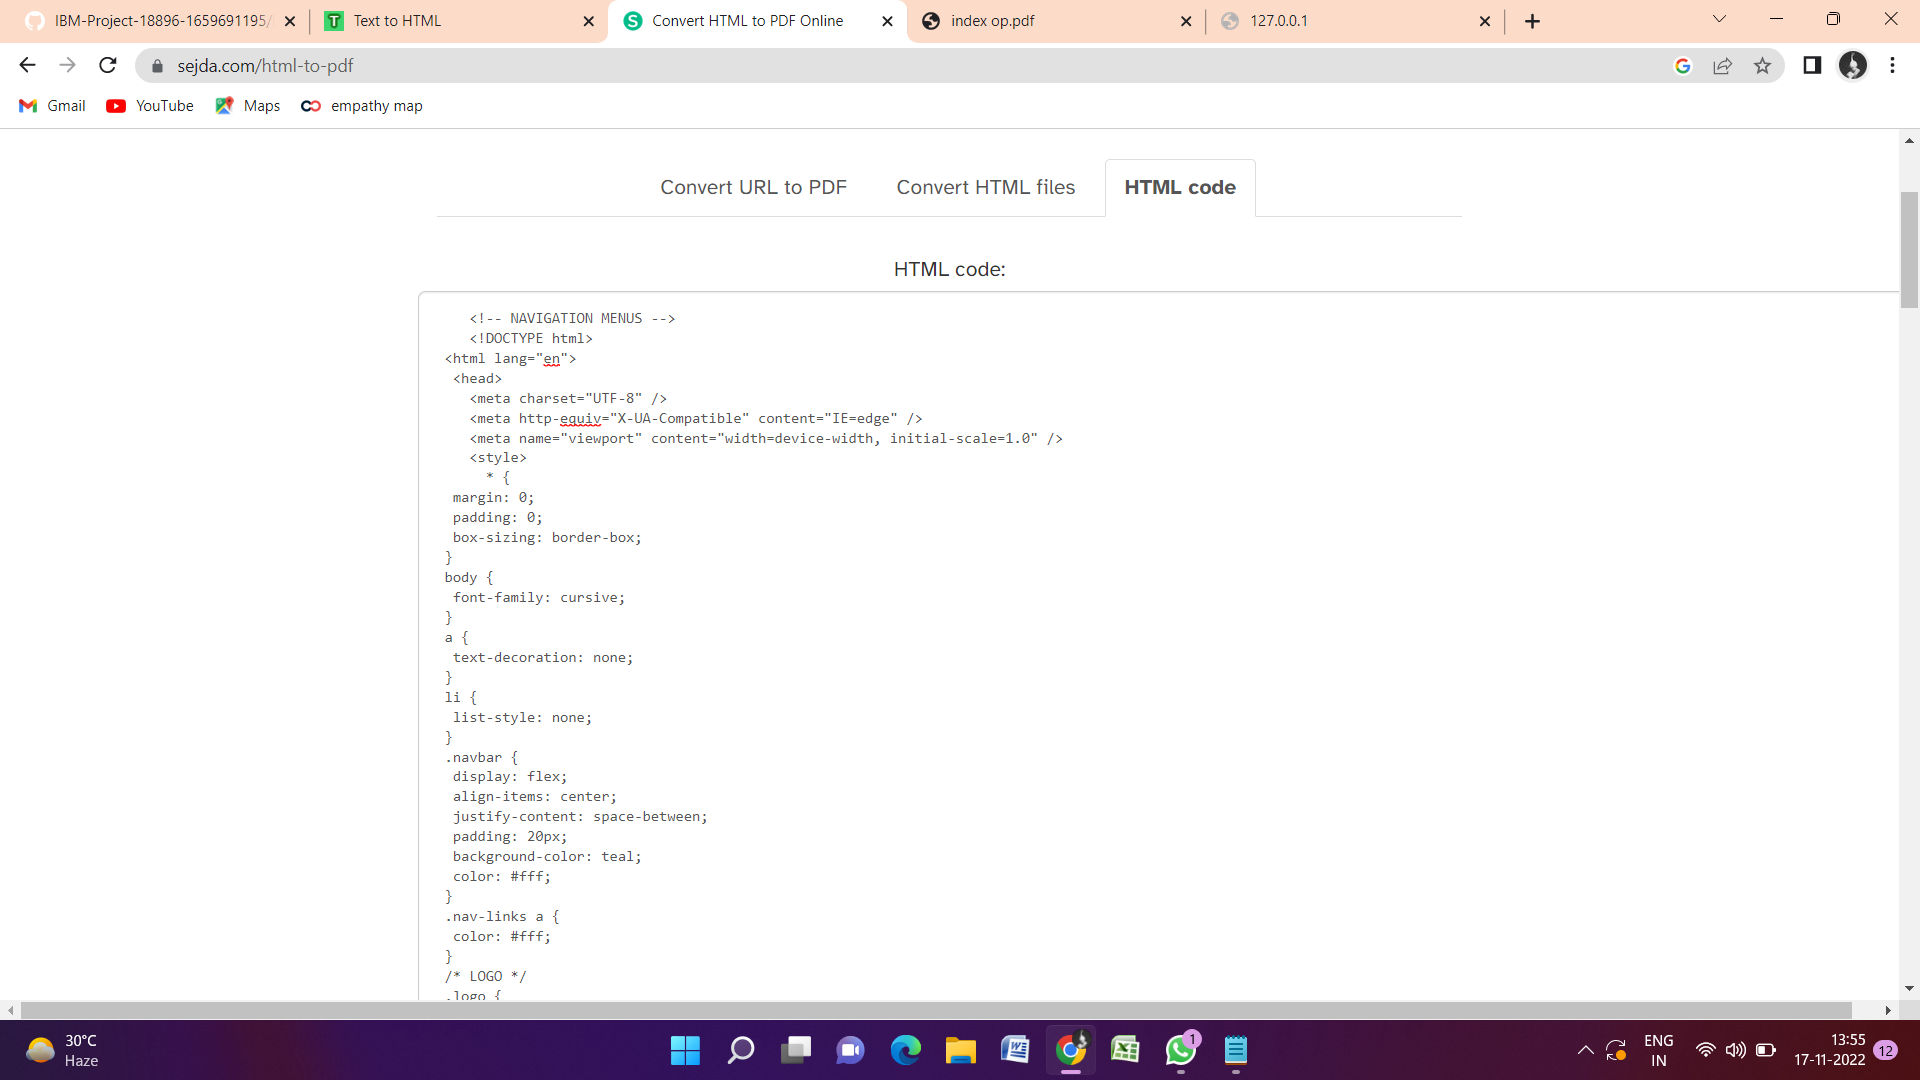 IBM-Project-18896-1659691195/
Text to HTML
Convert HTML to PDF Online
index op.pdf
127.0.0.1
sejda.com/html-to-pdf
Gmail
YouTube
Maps
empathy map
Convert URL to PDF
Convert HTML files
HTML code
HTML code:
<!-- NAVIGATION MENUS -->
<!DOCTYPE html>
<html lang="en">
<head>
<meta charset="UTF-8" />
<meta http-equiv="X-UA-Compatible" content="IE=edge" />
<meta name="viewport" content="width=device-width, initial-scale=1.0" />
<style>
* {
margin: 0;
padding: 0;
box-sizing: border-box;
}
body {
font-family: cursive;
}
a {
text-decoration: none;
}
li {
list-style: none;
}
.navbar {
display: flex;
align-items: center;
justify-content: space-between;
padding: 20px;
background-color: teal;
color: #fff;
}
.nav-links a {
color: #fff;
}
/* LOGO */
.logo {
30°C
Haze
1
ENG
IN
13:55
17-11-2022
12